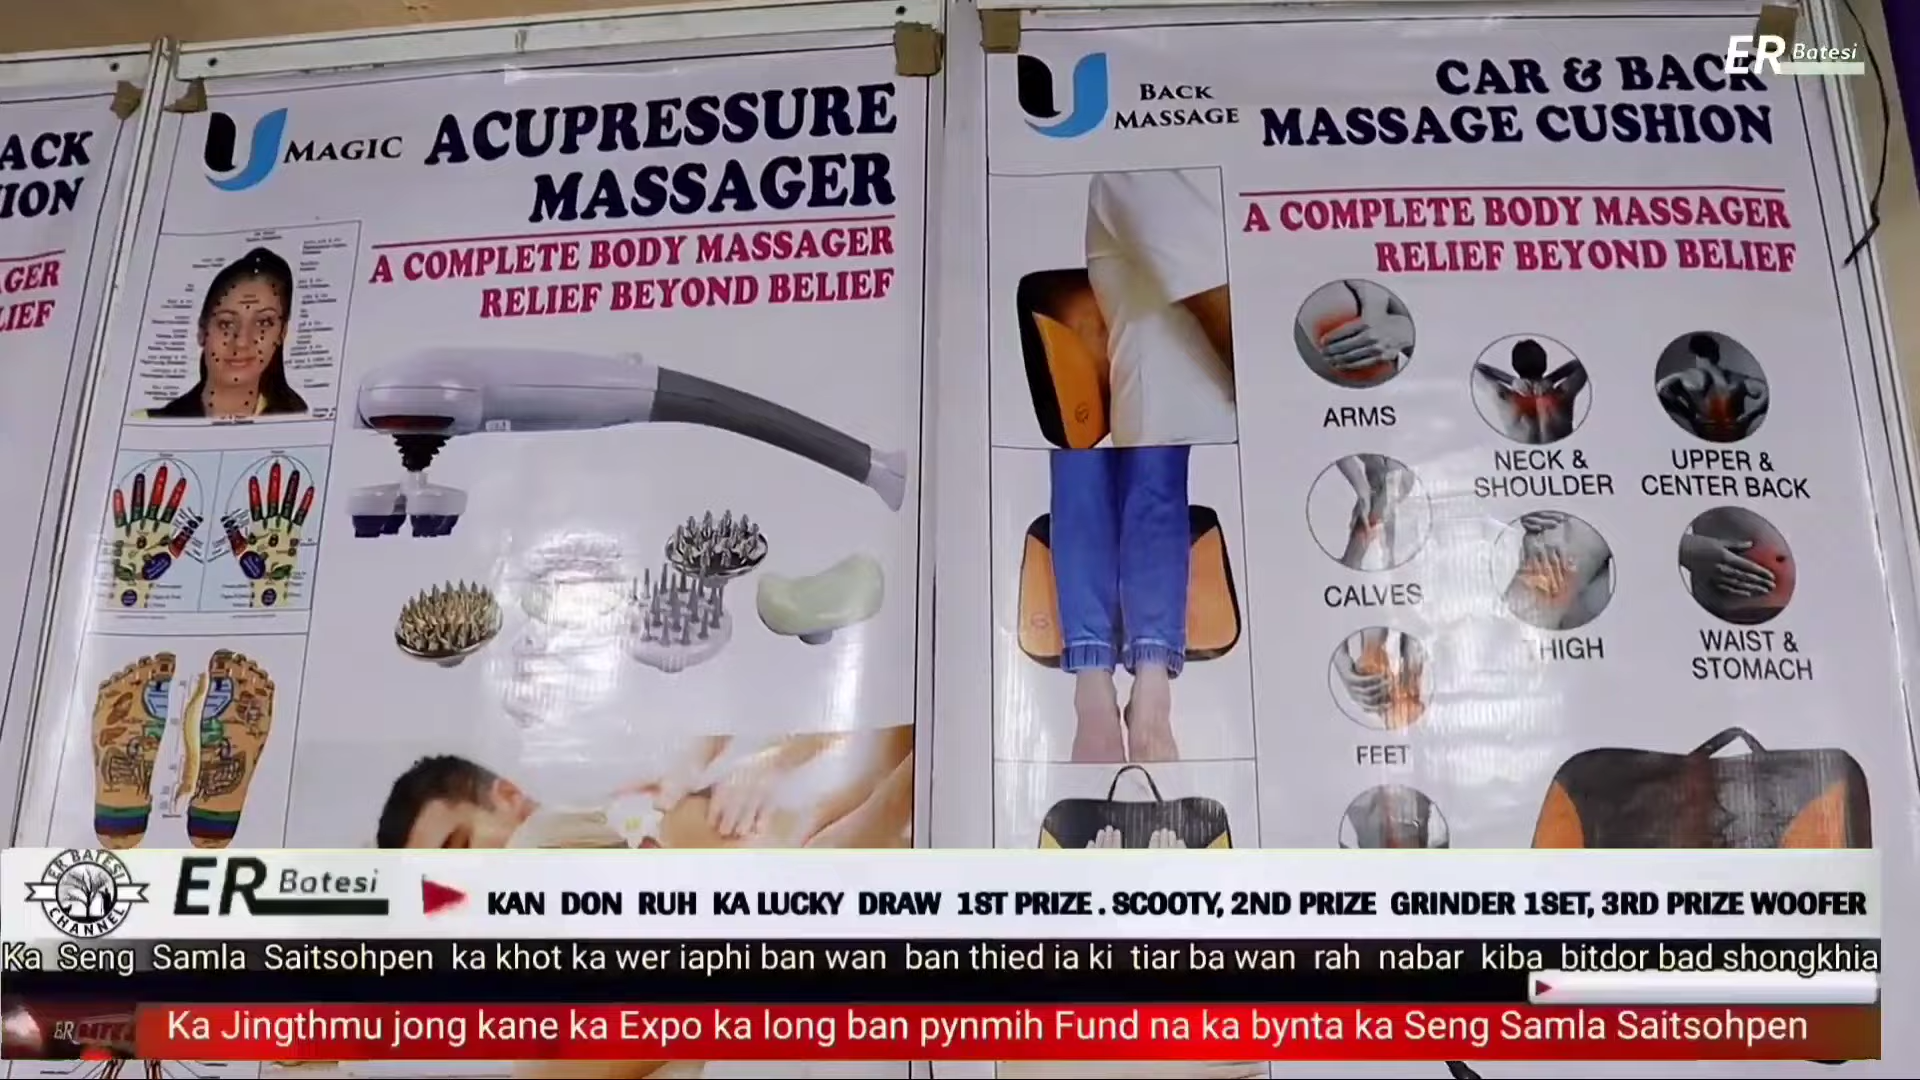 ACK
ION
GER
LIEF
U MAGIC
ACUPRESSURE
MASSAGER
A COMPLETE BODY MASSAGER
RELIEF BEYOND BELIEF
BACK
MASSAGE
CAR & BACK
MASSAGE CUSHION
A COMPLETE BODY MASSAGER
RELIEF BEYOND BELIEF
ER Batesi
ARMS
NECK &
SHOULDER
UPPER &
CENTER BACK
CALVES
THIGH
WAIST &
STOMACH
FEET
ER BATESI
CHANNEL
ER Batesi
KAN DON RUH KA LUCKY DRAW 1ST PRIZE . SCOOTY, 2ND PRIZE GRINDER 1SET, 3RD PRIZE WOOFER
Ka Seng Samla Saitsohpen ka khot ka wer iaphi ban wan ban thied ia ki tiar ba wan rah nabar kiba bitdor bad shongkhia
Ka Jingthmu jong kane ka Expo ka long ban pynmih Fund na ka bynta ka Seng Samla Saitsohpen